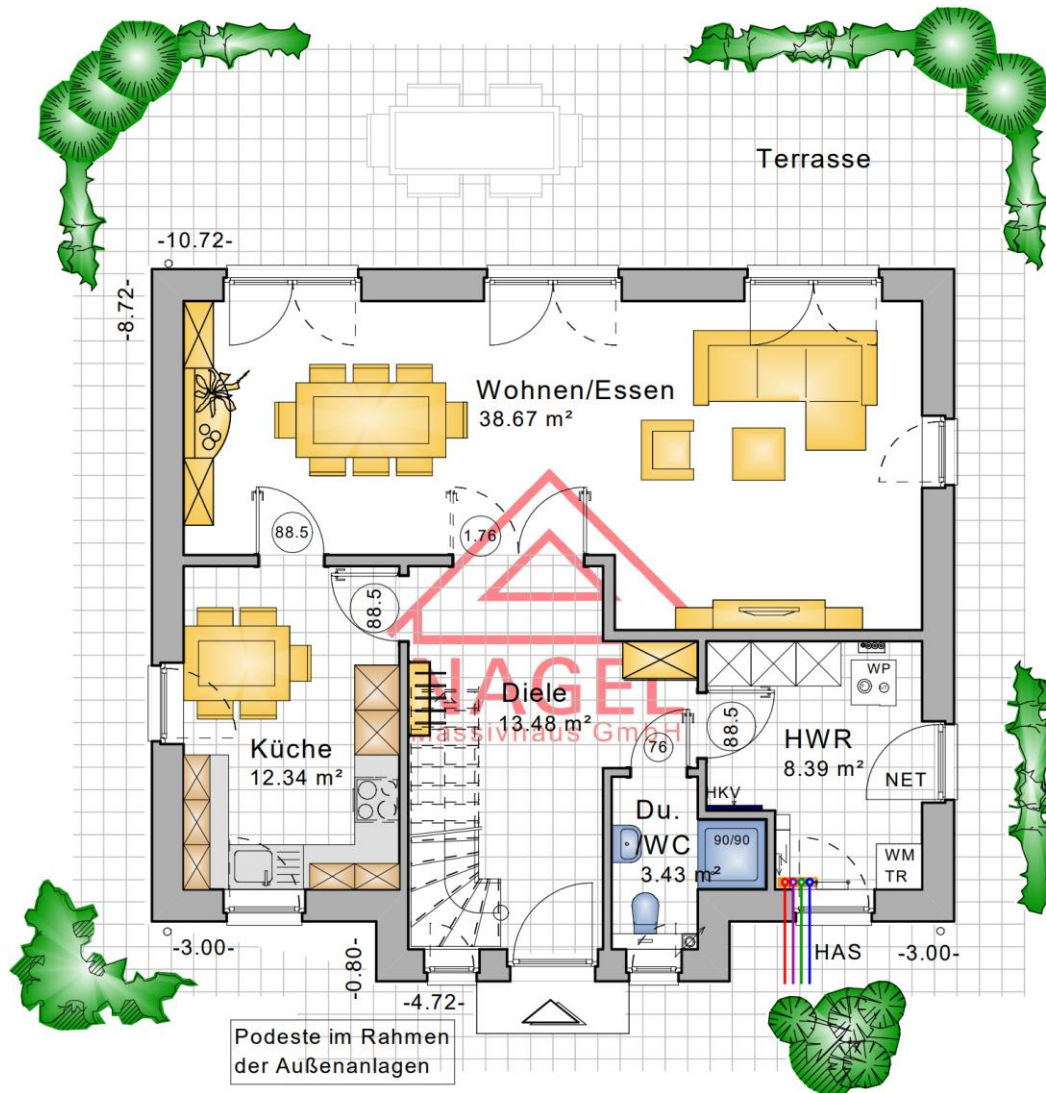 Terrasse
-10.72-
-8.72-
Wohnen/Essen
38.67 m²
88.5
1.76
88.5
NAGEL
Massivhaus GmbH
Diele
13.48 m²
WP
Küche
12.34 m²
76
88.5
HWR
8.39 m²
NET
HKV
Du.
/WC
3.43 m²
90/90
WM
TR
HAS
-3.00-
-0.80-
-4.72-
-3.00-
Podeste im Rahmen
der Außenanlagen